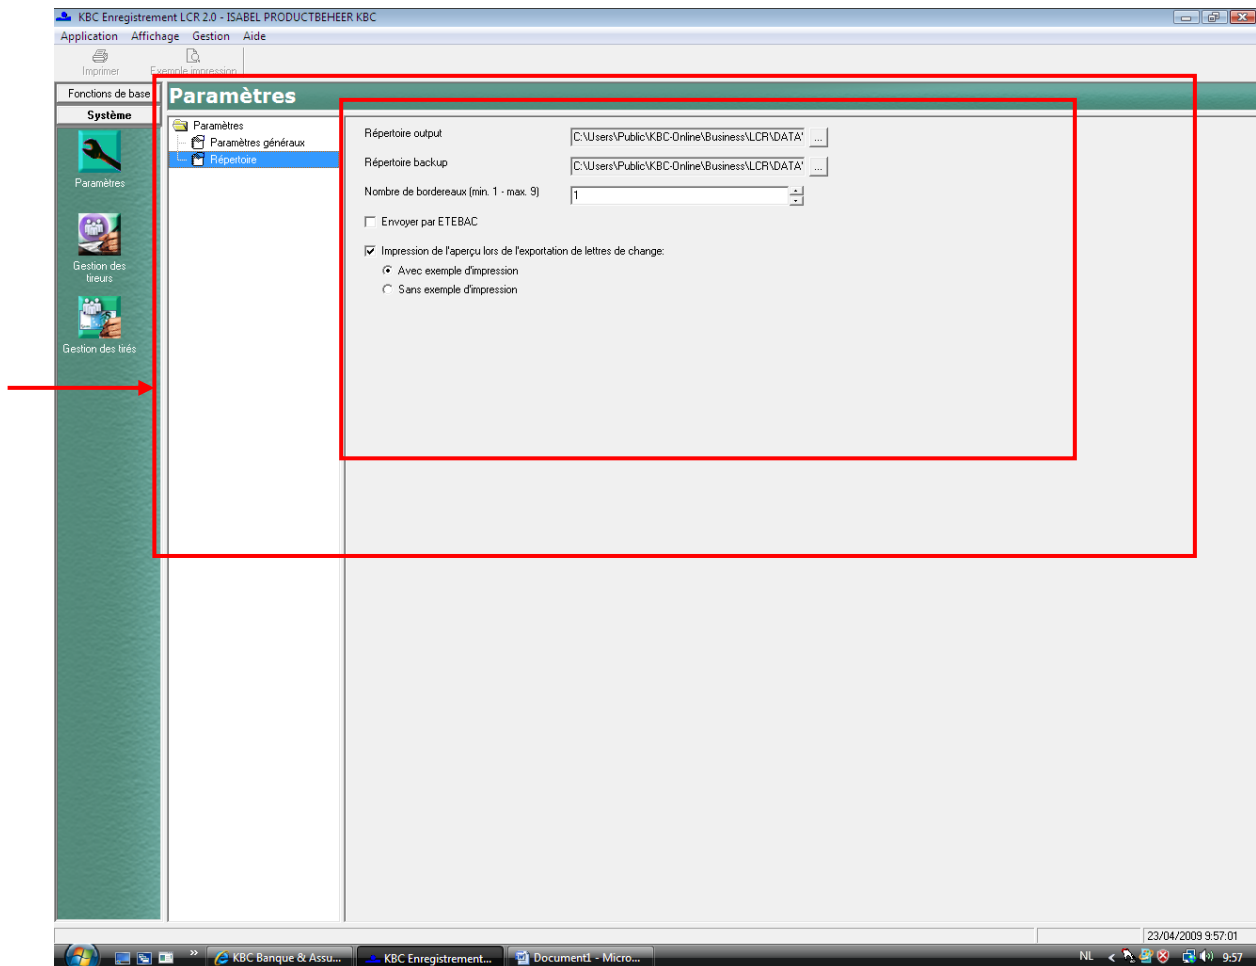 KBC Enregistrement LCR 2.0 - ISABEL PRODUCTBEHEER KBC
Application Affichage Gestion Aide
Imprimer Exemple impression
Fonctions de base
Système
Paramètres
Gestion des
tireurs
Gestion des tirés
Paramètres
Paramètres
Paramètres généraux
Répertoire
Répertoire output C:\Users\Public\KBC-Online\Business\LCR\DATA\ ...
Répertoire backup C:\Users\Public\KBC-Online\Business\LCR\DATA\ ...
Nombre de bordereaux (min. 1 - max. 9) 1
Envoyer par ETEBAC
Impression de l'aperçu lors de l'exportation de lettres de change:
Avec exemple d'impression
Sans exemple d'impression
23/04/2009 9:57:01
» KBC Banque & Assu... KBC Enregistrement... Document1 - Micro... NL < 9:57